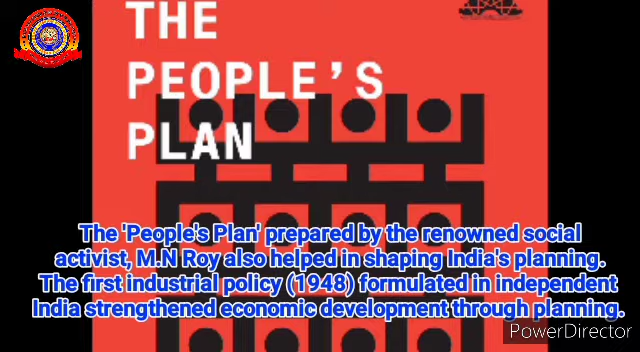 THE
PEOPLE'S
PLAN
The 'People's Plan' prepared by the renowned social
activist, M.N Roy also helped in shaping India's planning.
The first industrial policy (1948) formulated in independent
India strengthened economic development through planning.
PowerDirector